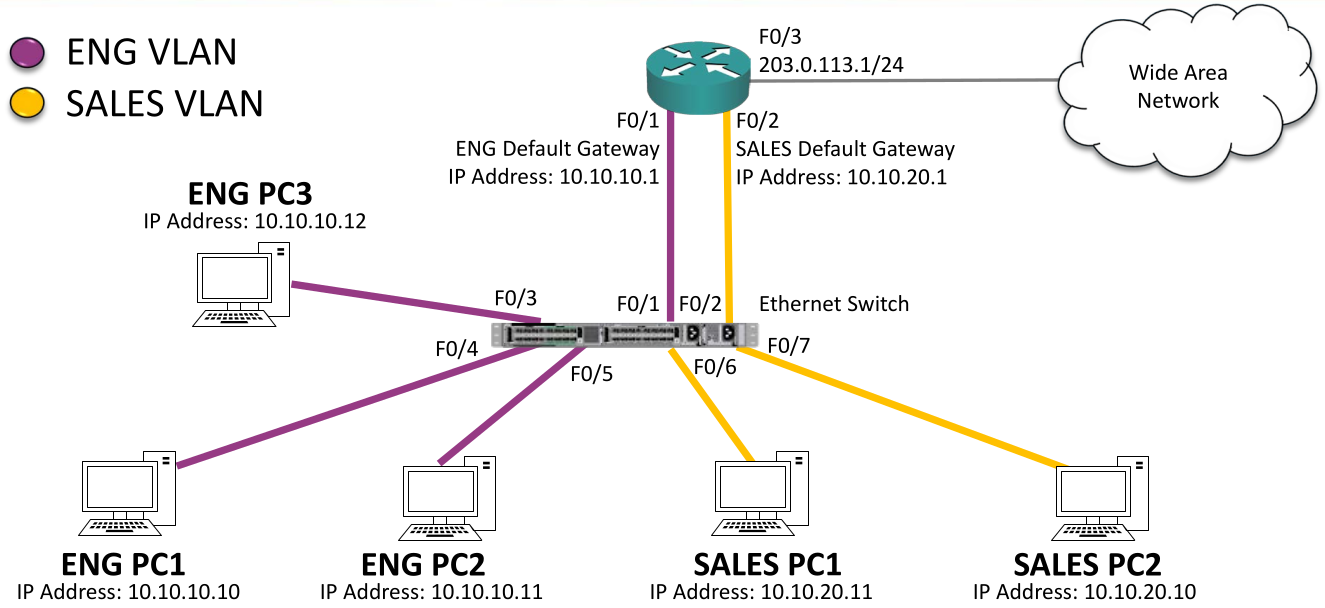 ENG VLAN
SALES VLAN
F0/3
203.0.113.1/24
Wide Area
Network
F0/1
ENG Default Gateway
IP Address: 10.10.10.1
F0/2
SALES Default Gateway
IP Address: 10.10.20.1
ENG PC3
IP Address: 10.10.10.12
F0/3
F0/1
F0/2
Ethernet Switch
F0/4
F0/5
F0/6
F0/7
ENG PC1
IP Address: 10.10.10.10
ENG PC2
IP Address: 10.10.10.11
SALES PC1
IP Address: 10.10.20.11
SALES PC2
IP Address: 10.10.20.10